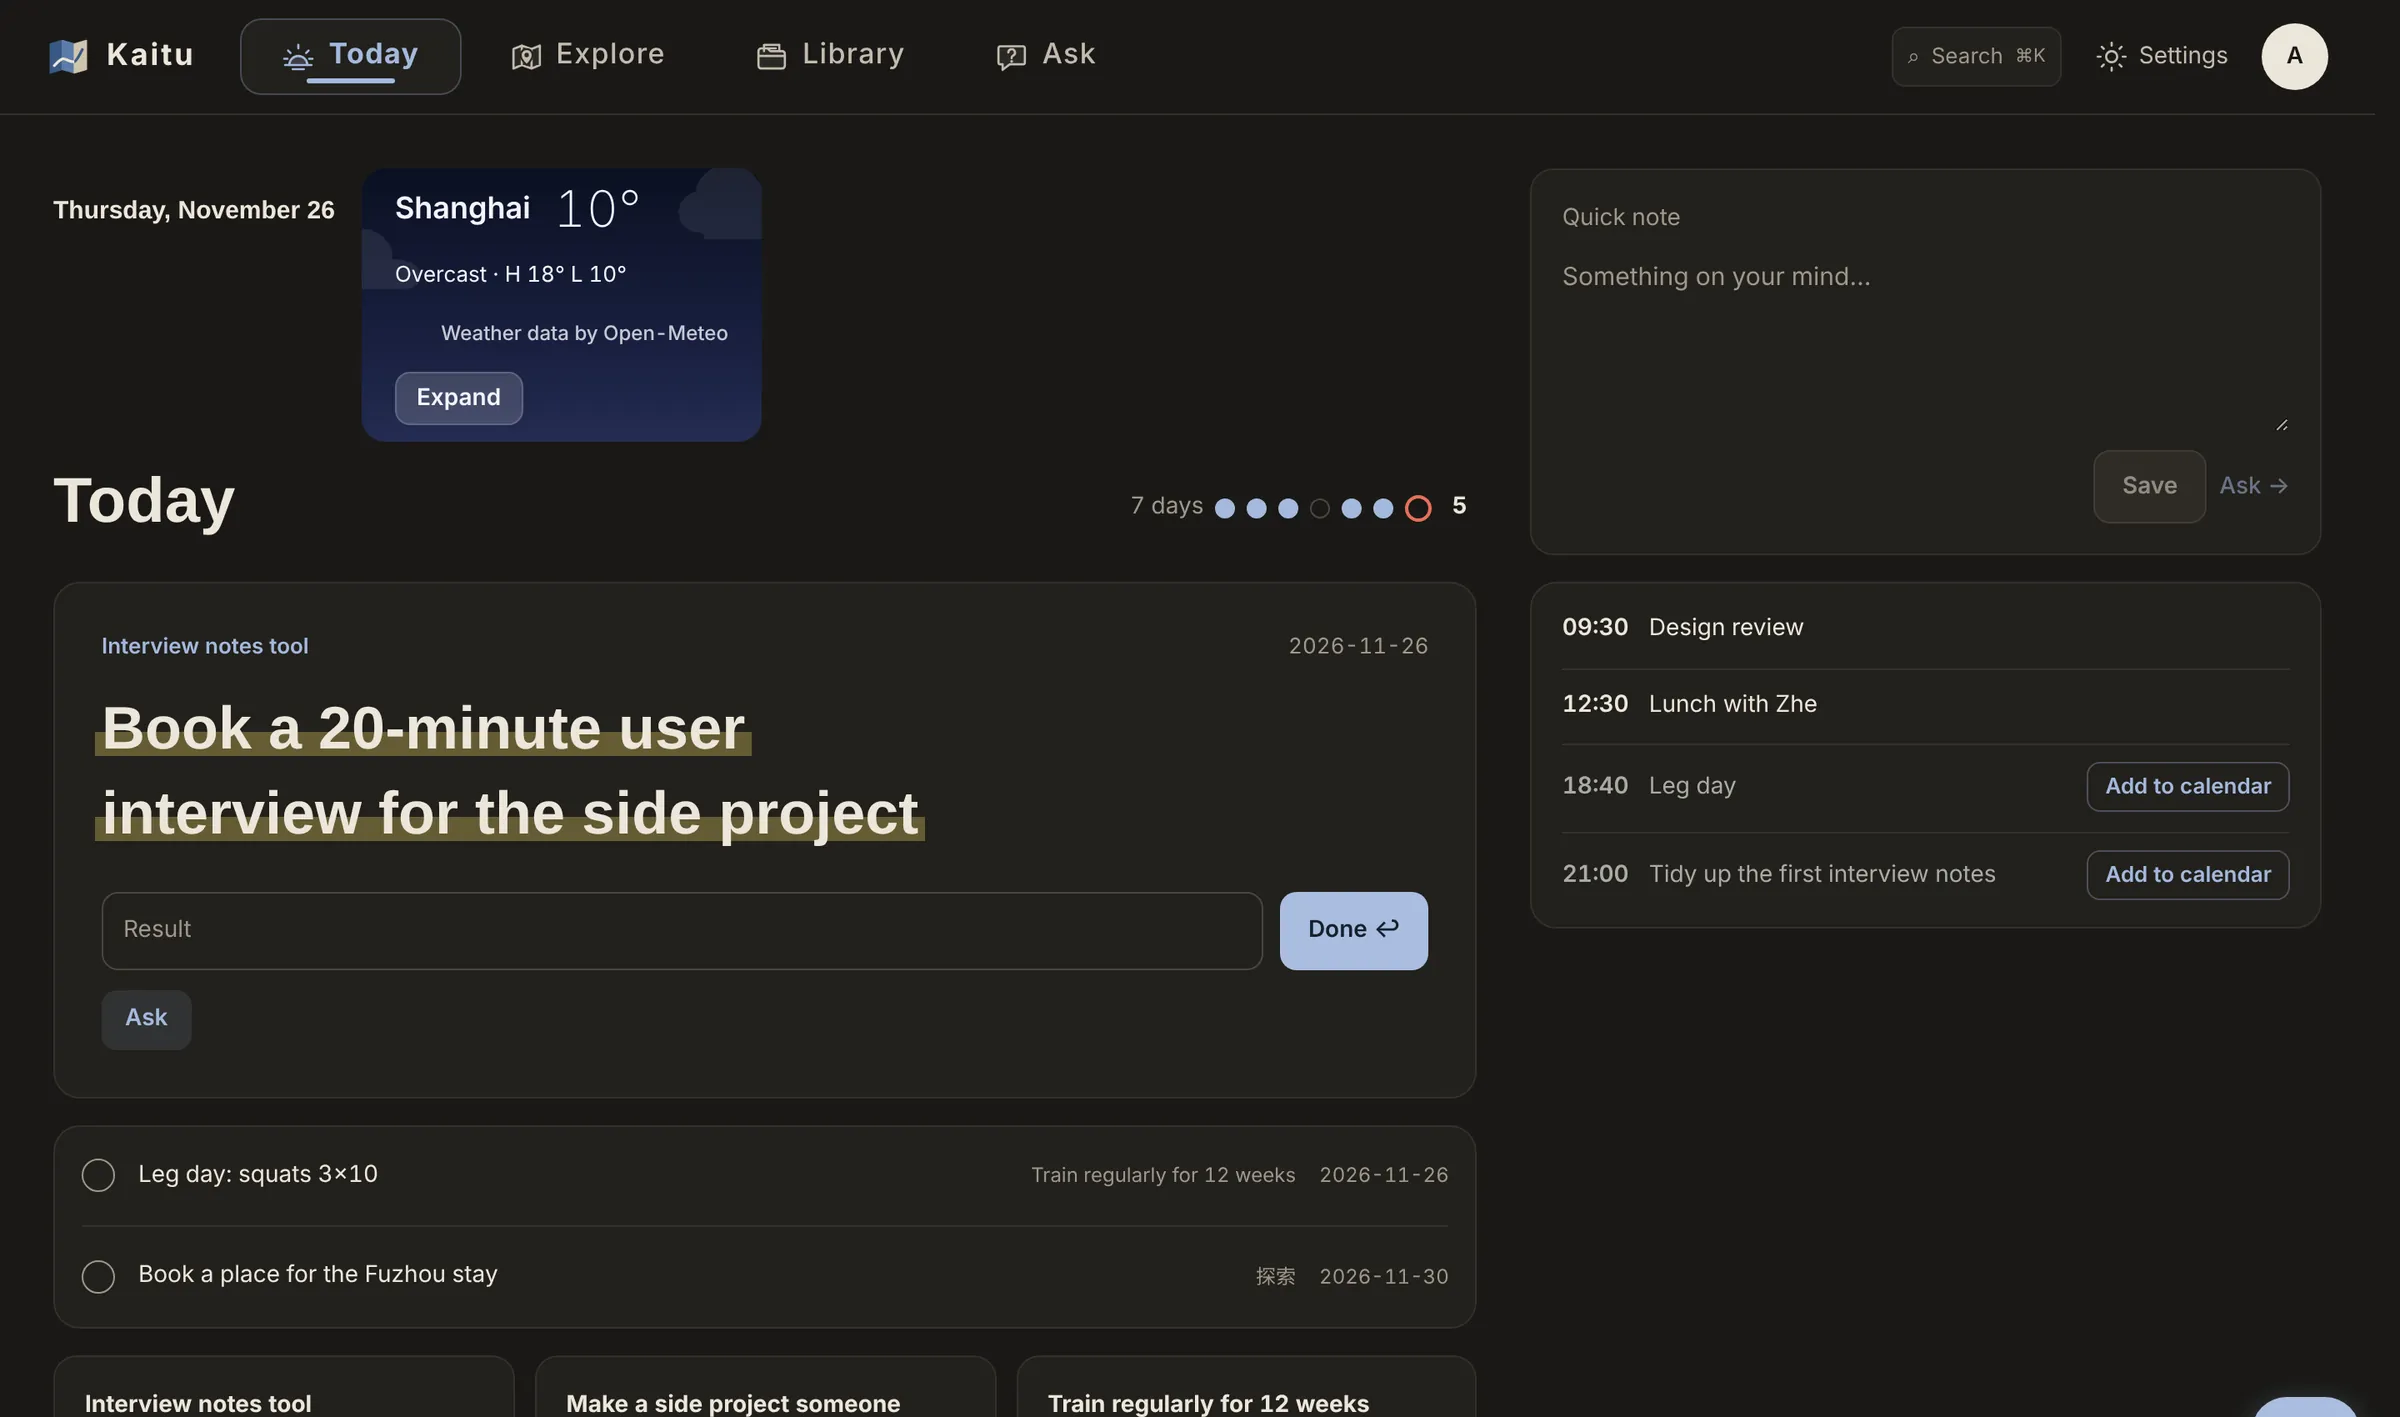 Kaitu
Today
Explore
Library
Ask
Search ⌘K
Settings
A
Thursday, November 26
Shanghai 10°
Overcast · H 18° L 10°
Weather data by Open-Meteo
Expand
Today
7 days 5
Interview notes tool 2026-11-26
Book a 20-minute user
interview for the side project
Result
Done ↩
Ask
Leg day: squats 3×10 Train regularly for 12 weeks 2026-11-26
Book a place for the Fuzhou stay 探索 2026-11-30
Interview notes tool
Make a side project someone
Train regularly for 12 weeks
Quick note
Something on your mind...
Save
Ask →
09:30 Design review
12:30 Lunch with Zhe
18:40 Leg day Add to calendar
21:00 Tidy up the first interview notes Add to calendar